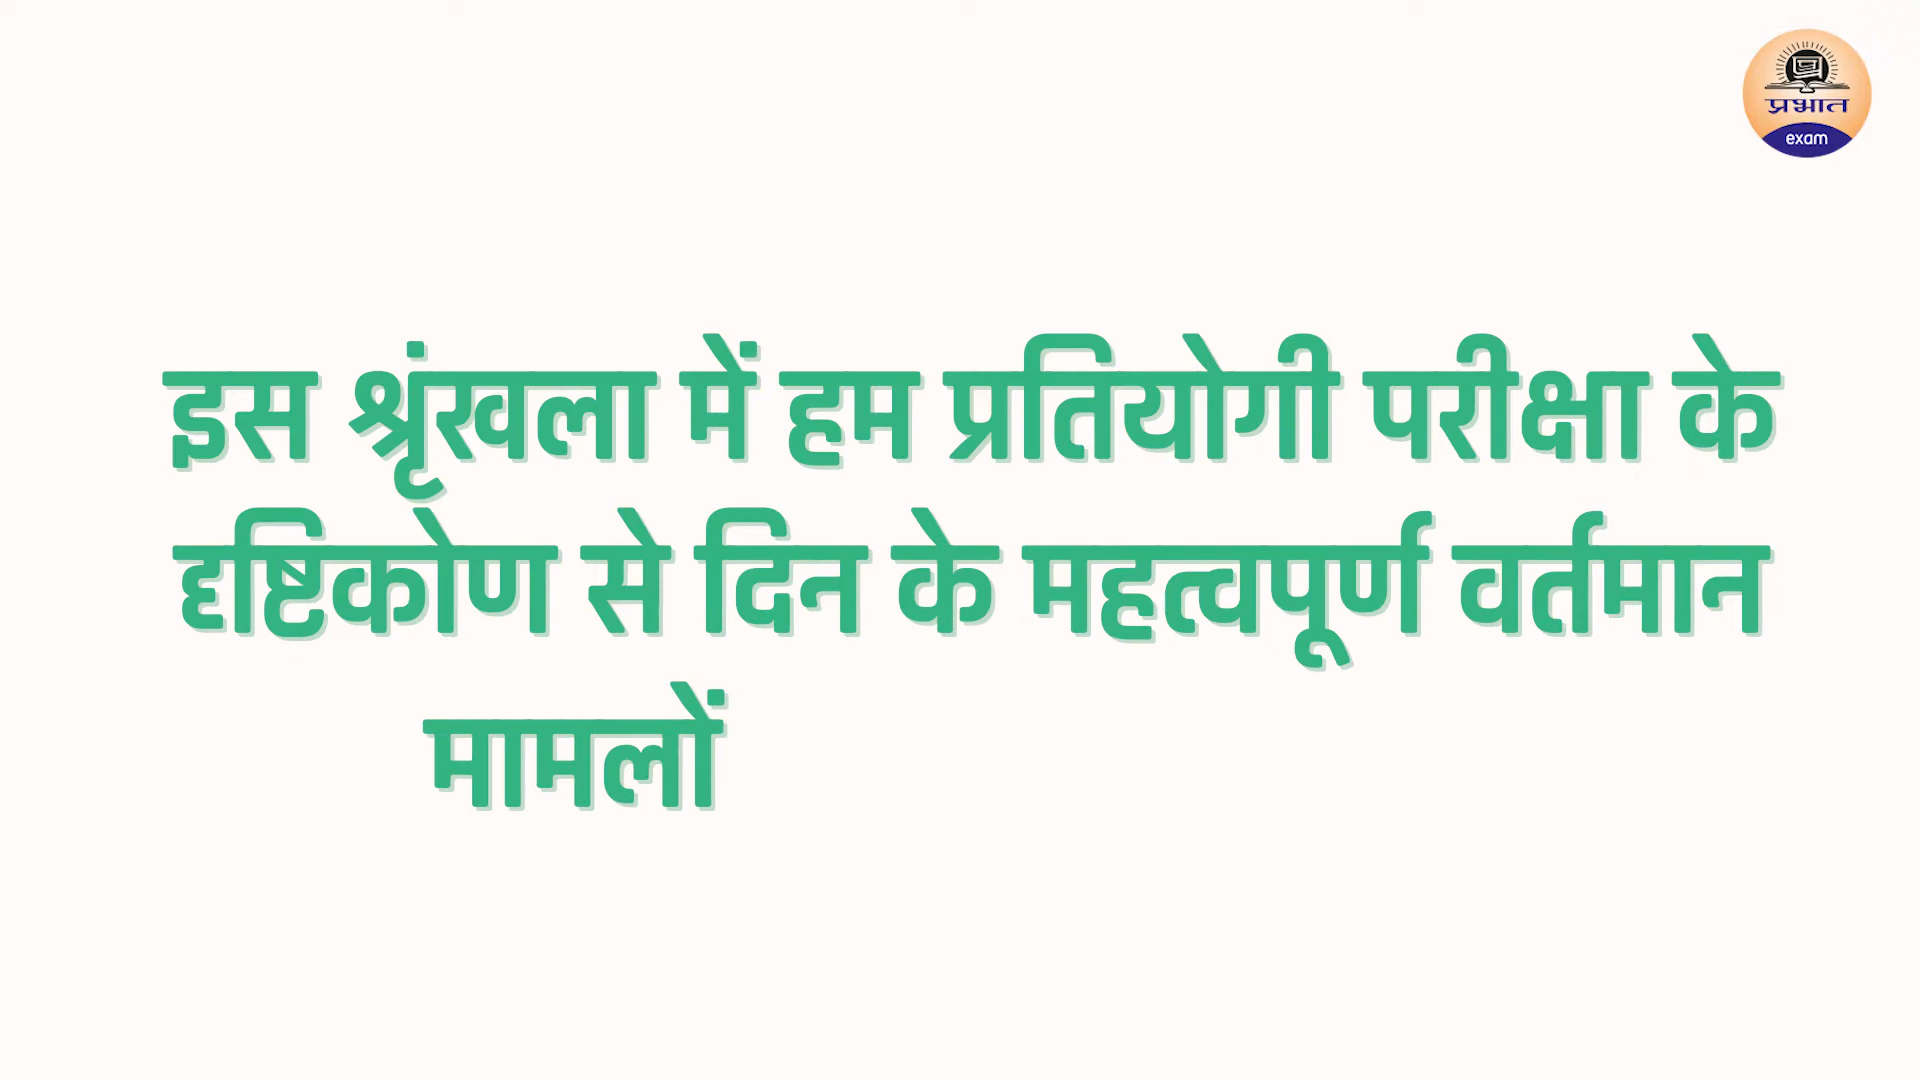 प्रभात
exam
इस श्रृंखला में हम प्रतियोगी परीक्षा के
दृष्टिकोण से दिन के महत्वपूर्ण वर्तमान
मामलों